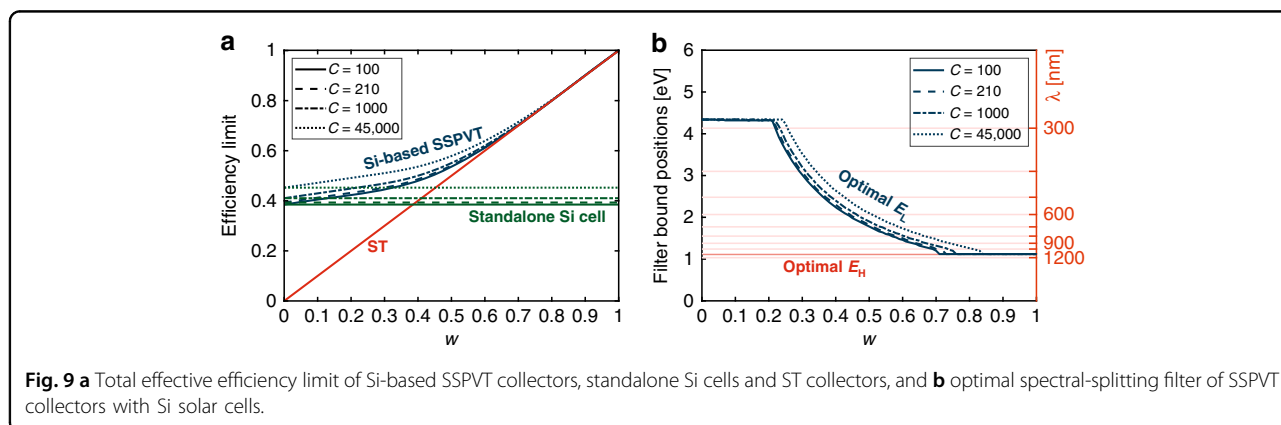 a
Efficiency limit
1
0.8
0.6
0.4
0.2
0
C = 100
C = 210
C = 1000
C = 45,000
Si-based SSPVT
Standalone Si cell
ST
0 0.1 0.2 0.3 0.4 0.5 0.6 0.7 0.8 0.9 1
w
b
Filter bound positions [eV]
6
5
4
3
2
1
0
C = 100
C = 210
C = 1000
C = 45,000
Optimal E_L
Optimal E_H
λ [nm]
300
600
900
1200
0 0.1 0.2 0.3 0.4 0.5 0.6 0.7 0.8 0.9 1
w
Fig. 9 a Total effective efficiency limit of Si-based SSPVT collectors, standalone Si cells and ST collectors, and b optimal spectral-splitting filter of SSPVT
collectors with Si solar cells.